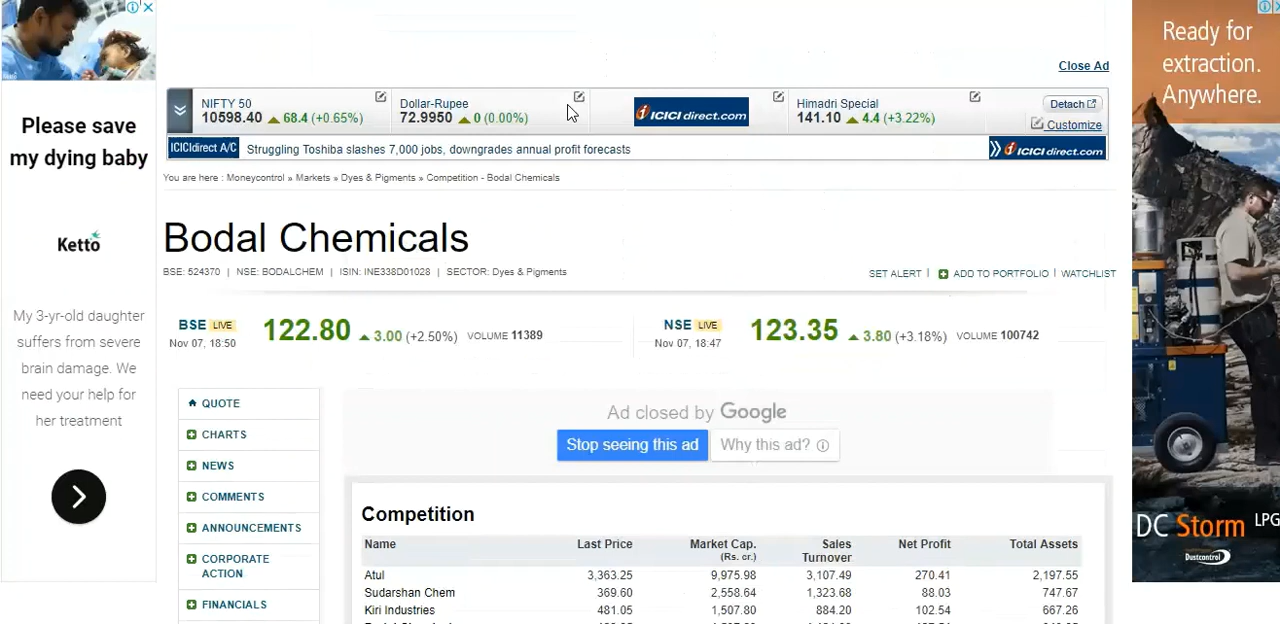 Please save
my dying baby
Ketto
My 3-yr-old daughter
suffers from severe
brain damage. We
need your help for
her treatment
Close Ad
NIFTY 50
10598.40 68.4 (+0.65%)
Dollar-Rupee
72.9950 0 (0.00%)
ICICIdirect.com
Himadri Special
141.10 4.4 (+3.22%)
Detach
Customize
ICICIdirect A/C Struggling Toshiba slashes 7,000 jobs, downgrades annual profit forecasts
ICICIdirect.com
You are here : Moneycontrol » Markets » Dyes & Pigments » Competition - Bodal Chemicals
Bodal Chemicals
BSE: 524370 | NSE: BODALCHEM | ISIN: INE338D01028 | SECTOR: Dyes & Pigments
SET ALERT | ADD TO PORTFOLIO | WATCHLIST
BSE LIVE
Nov 07, 18:50
122.80 3.00 (+2.50%) VOLUME 11389
NSE LIVE
Nov 07, 18:47
123.35 3.80 (+3.18%) VOLUME 100742
QUOTE
CHARTS
NEWS
COMMENTS
ANNOUNCEMENTS
CORPORATE
ACTION
FINANCIALS
Ad closed by Google
Stop seeing this ad
Why this ad?
Competition
Name Last Price Market Cap. (Rs. cr.) Sales Turnover Net Profit Total Assets
Atul 3,363.25 9,975.98 3,107.49 270.41 2,197.55
Sudarshan Chem 369.60 2,558.64 1,323.68 88.03 747.67
Kiri Industries 481.05 1,507.80 884.20 102.54 667.26
Ready for
extraction.
Anywhere.
DC Storm LPG
Dustcontrol